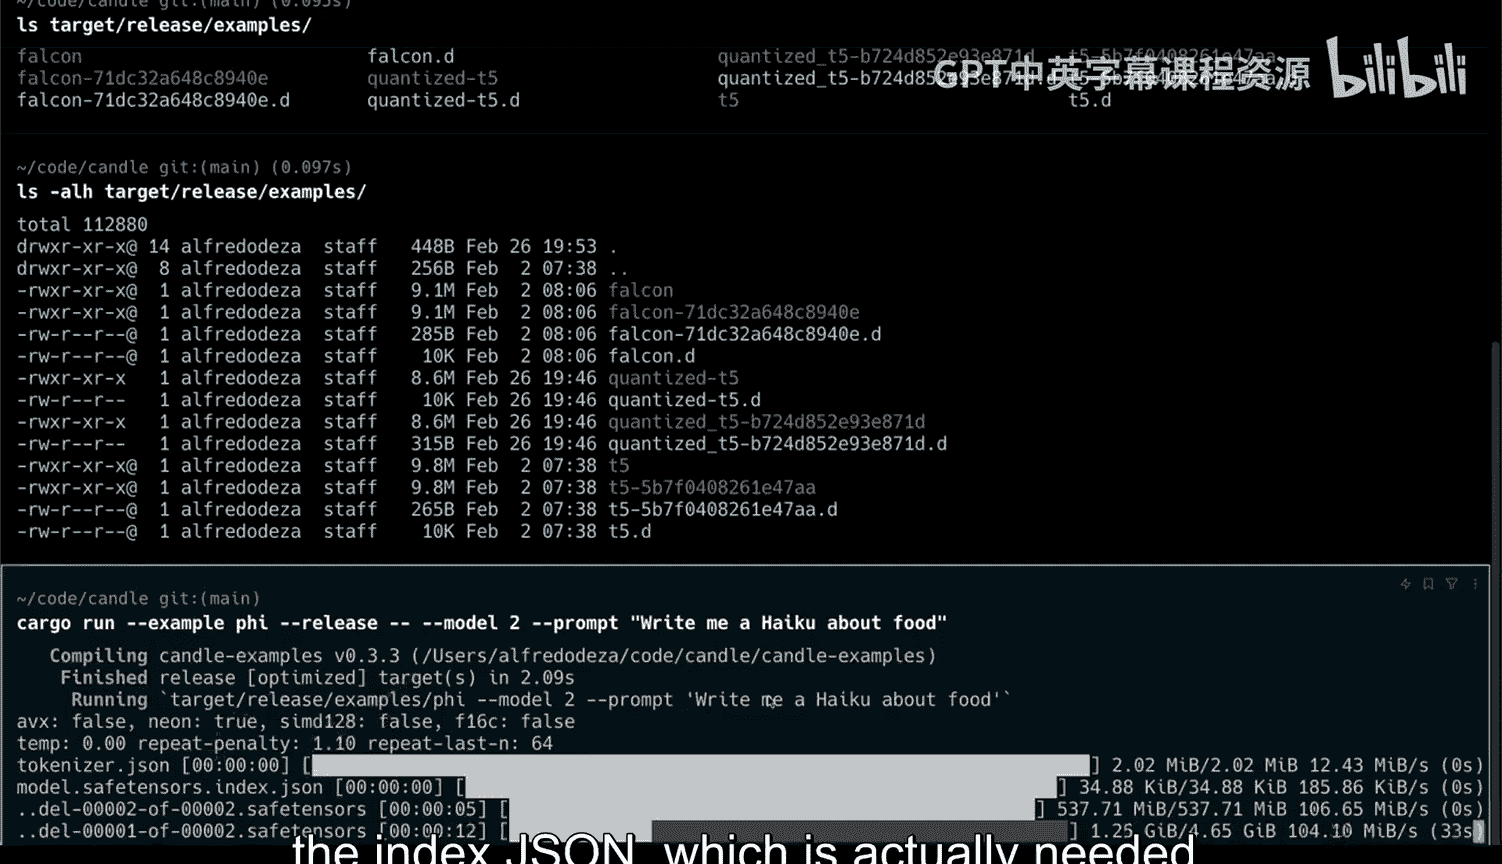 ~/code/candle git:(main) (0.095s)
ls target/release/examples/
falcon falcon.d quantized_t5-b724d852e93e871d t5-5b7f0408261e47aa
falcon-71dc32a648c8940e quantized-t5 quantized_t5-b724d852e93e871d.d
falcon-71dc32a648c8940e.d quantized-t5.d t5 t5.d
GPT中英字幕课程资源 bilibili
~/code/candle git:(main) (0.097s)
ls -alh target/release/examples/
total 112880
drwxr-xr-x@ 14 alfredodeza staff 448B Feb 26 19:53 .
drwxr-xr-x@ 8 alfredodeza staff 256B Feb 2 07:38 ..
-rwxr-xr-x@ 1 alfredodeza staff 9.1M Feb 2 08:06 falcon
-rwxr-xr-x@ 1 alfredodeza staff 9.1M Feb 2 08:06 falcon-71dc32a648c8940e
-rw-r--r--@ 1 alfredodeza staff 285B Feb 2 08:06 falcon-71dc32a648c8940e.d
-rw-r--r--@ 1 alfredodeza staff 10K Feb 2 08:06 falcon.d
-rwxr-xr-x 1 alfredodeza staff 8.6M Feb 26 19:46 quantized-t5
-rw-r--r-- 1 alfredodeza staff 10K Feb 26 19:46 quantized-t5.d
-rwxr-xr-x 1 alfredodeza staff 8.6M Feb 26 19:46 quantized_t5-b724d852e93e871d
-rw-r--r-- 1 alfredodeza staff 315B Feb 26 19:46 quantized_t5-b724d852e93e871d.d
-rwxr-xr-x@ 1 alfredodeza staff 9.8M Feb 2 07:38 t5
-rwxr-xr-x@ 1 alfredodeza staff 9.8M Feb 2 07:38 t5-5b7f0408261e47aa
-rw-r--r--@ 1 alfredodeza staff 265B Feb 2 07:38 t5-5b7f0408261e47aa.d
-rw-r--r--@ 1 alfredodeza staff 10K Feb 2 07:38 t5.d
~/code/candle git:(main)
cargo run --example phi --release -- --model 2 --prompt "Write me a Haiku about food"
Compiling candle-examples v0.3.3 (/Users/alfredodeza/code/candle/candle-examples)
Finished release [optimized] target(s) in 2.09s
Running `target/release/examples/phi --model 2 --prompt 'Write me a Haiku about food'`
avx: false, neon: true, simd128: false, f16c: false
temp: 0.00 repeat-penalty: 1.10 repeat-last-n: 64
tokenizer.json [00:00:00] [ ] 2.02 MiB/2.02 MiB 12.43 MiB/s (0s)
model.safetensors.index.json [00:00:00] [ ] 34.88 KiB/34.88 KiB 185.86 KiB/s (0s)
..del-00002-of-00002.safetensors [00:00:05] [ ] 537.71 MiB/537.71 MiB 106.65 MiB/s (0s)
..del-00001-of-00002.safetensors [00:00:12] [ ] 1.25 GiB/4.65 GiB 104.10 MiB/s (33s)
the index JSON, which is actually needed